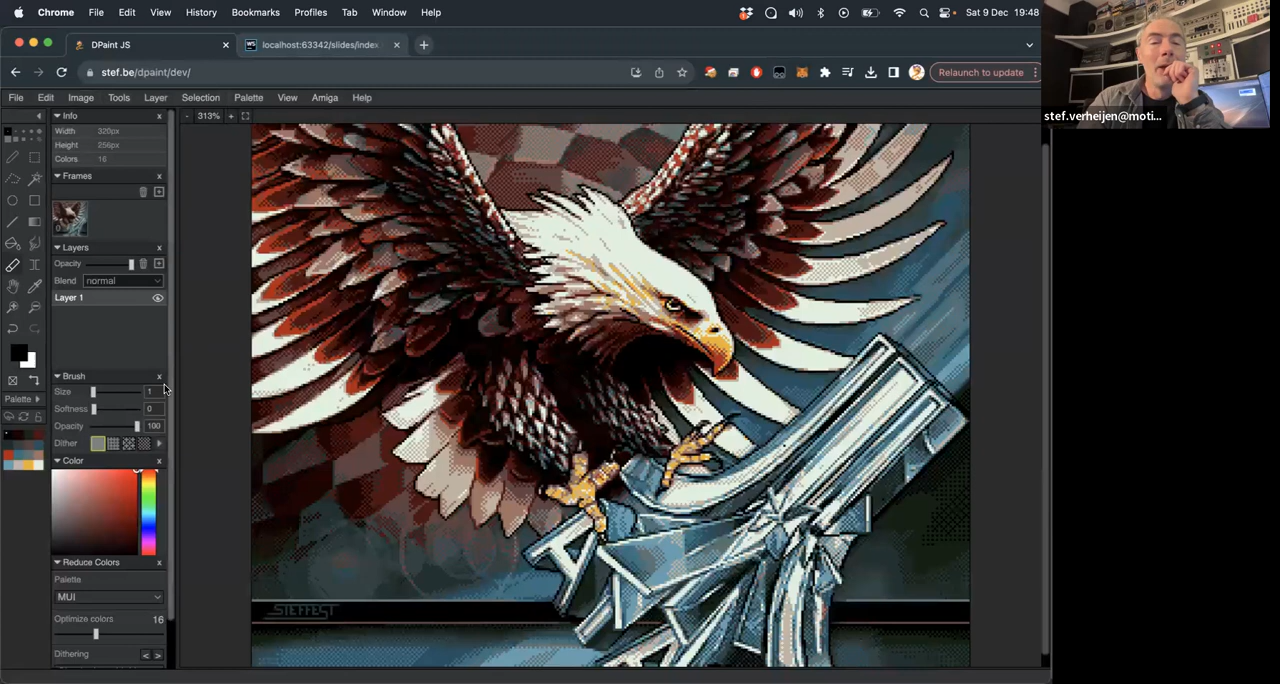 Chrome File Edit View History Bookmarks Profiles Tab Window Help Sat 9 Dec 19:48
DPaint JS localhost:63342/slides/index
stef.be/dpaint/dev/ Relaunch to update
stef.verheijen@moti...
File Edit Image Tools Layer Selection Palette View Amiga Help
Info
- 313% +
Width 320px
Height 256px
Colors 16
Frames
0
Layers
Opacity
Blend normal
Layer 1
Brush
Size 1
Palette
Softness 0
Opacity 100
Dither
Color
Reduce Colors
Palette
MUI
Optimize colors 16
Dithering
STEFFEST